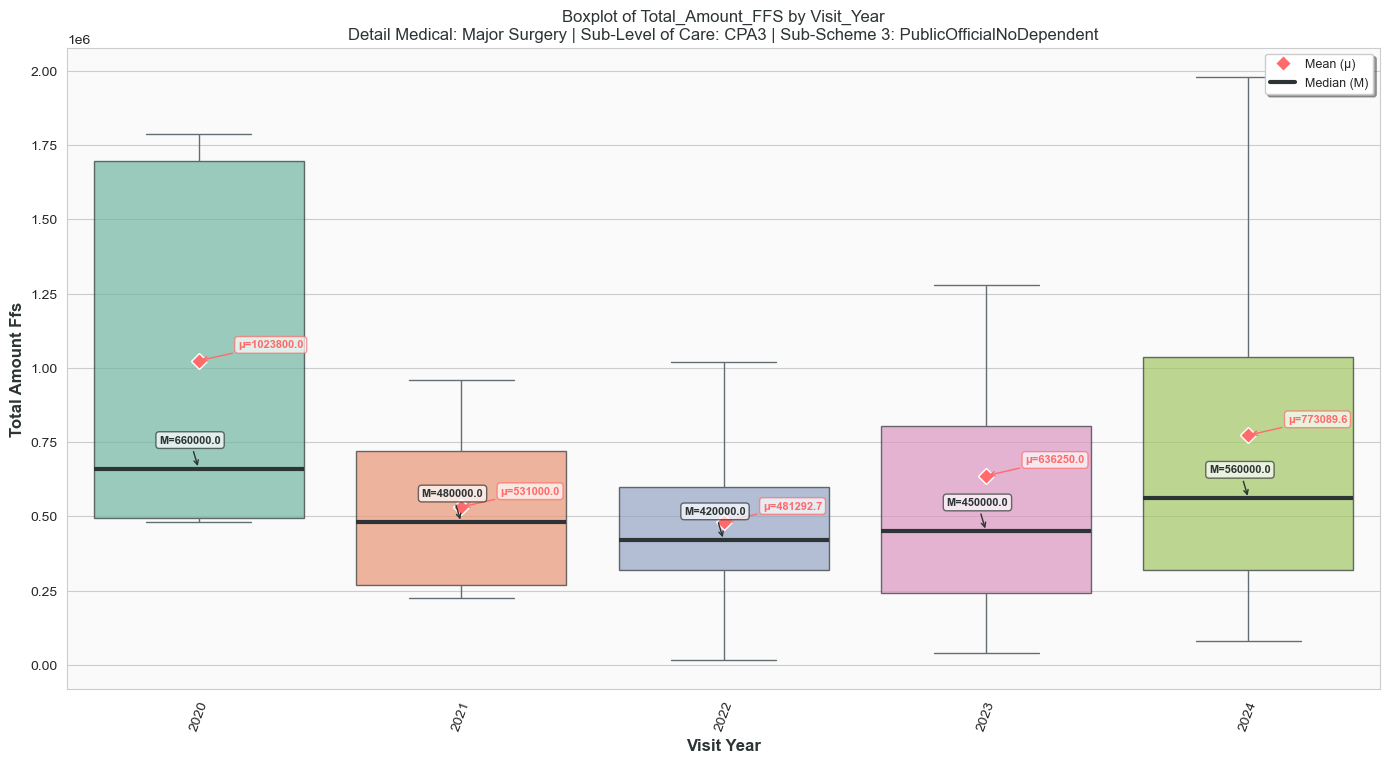 Boxplot of Total_Amount_FFS by Visit_Year
Detail Medical: Major Surgery | Sub-Level of Care: CPA3 | Sub-Scheme 3: PublicOfficialNoDependent
1e6
Mean (μ)
Median (M)
2.00
1.75
1.50
1.25
1.00
0.75
0.50
0.25
0.00
Total Amount Ffs
μ=1023800.0
M=660000.0
μ=531000.0
M=480000.0
μ=481292.7
M=420000.0
μ=636250.0
M=450000.0
μ=773089.6
M=560000.0
2020
2021
2022
2023
2024
Visit Year